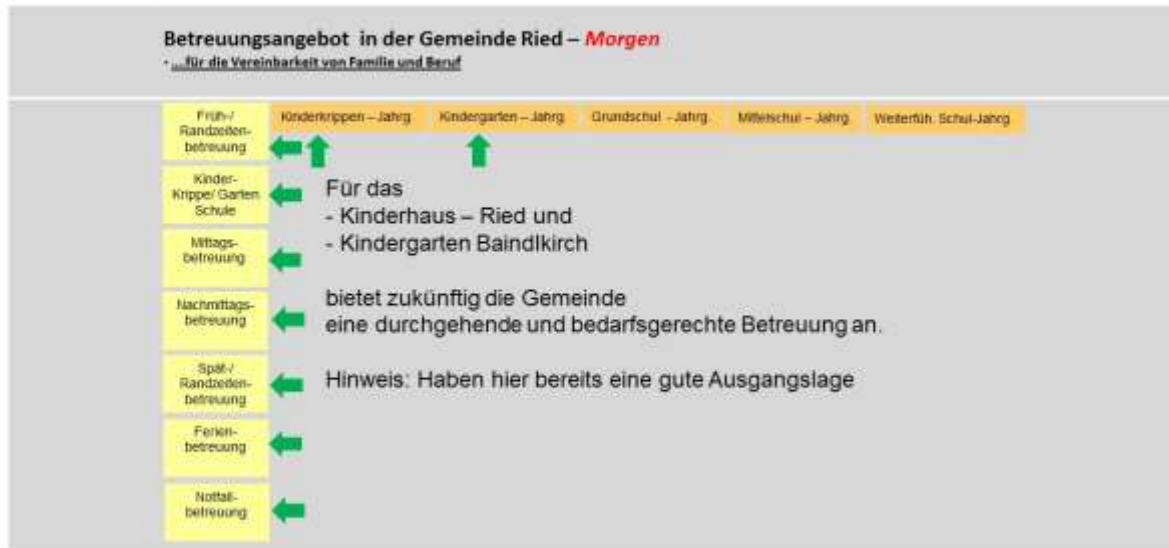 Betreuungsangebot in der Gemeinde Ried – Morgen
- ...für die Vereinbarkeit von Familie und Beruf
Früh-/
Randzeiten-
betreuung
Kinderkrippen – Jahrg.
Kindergarten – Jahrg.
Grundschul – Jahrg.
Mittelschul – Jahrg.
Weiterfüh. Schul-Jahrg.
Kinder-
Krippe/ Garten
Schule
Für das
- Kinderhaus – Ried und
- Kindergarten Baindlkirch
Mittags-
betreuung
Nachmittags-
betreuung
bietet zukünftig die Gemeinde
eine durchgehende und bedarfsgerechte Betreuung an.
Spät-/
Randzeiten-
betreuung
Hinweis: Haben hier bereits eine gute Ausgangslage
Ferien-
betreuung
Notfall-
betreuung